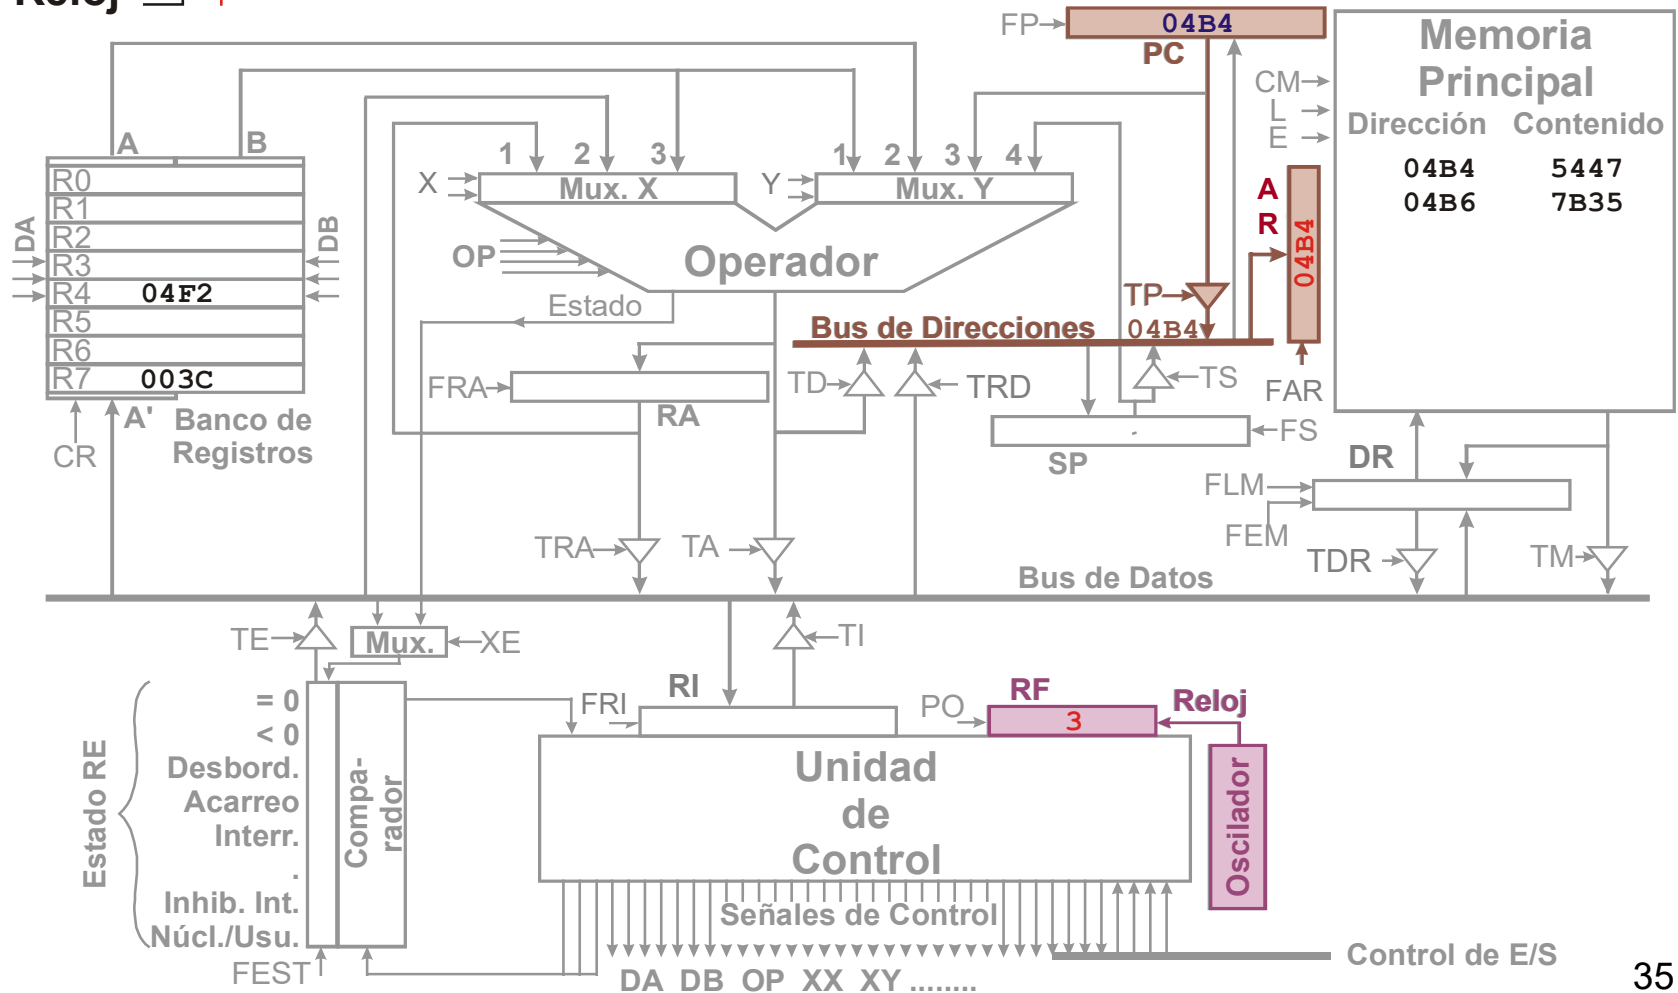 Reloj
FP
04B4
PC
Memoria
Principal
Dirección Contenido
04B4 5447
04B6 7B35
CM
L
E
A B
R0
R1
R2
R3
R4 04F2
R5
R6
R7 003C
DA
DB
CR
A'
Banco de
Registros
1 2 3
1 2 3 4
X
Mux. X
Y
Mux. Y
OP
Operador
Estado
A
R
04B4
FAR
TP
Bus de Direcciones 04B4
FRA
RA
TD
TRD
TS
FS
SP
DR
FLM
FEM
TRA
TA
TDR
TM
Bus de Datos
TE
Mux.
XE
TI
RI
FRI
PO
RF
3
Reloj
Oscilador
Estado RE
= 0
< 0
Desbord.
Acarreo
Interr.
.
Inhib. Int.
Núcl./Usu.
Compa-
rador
FEST
Unidad
de
Control
Señales de Control
DA DB OP XX XY ........
Control de E/S
35